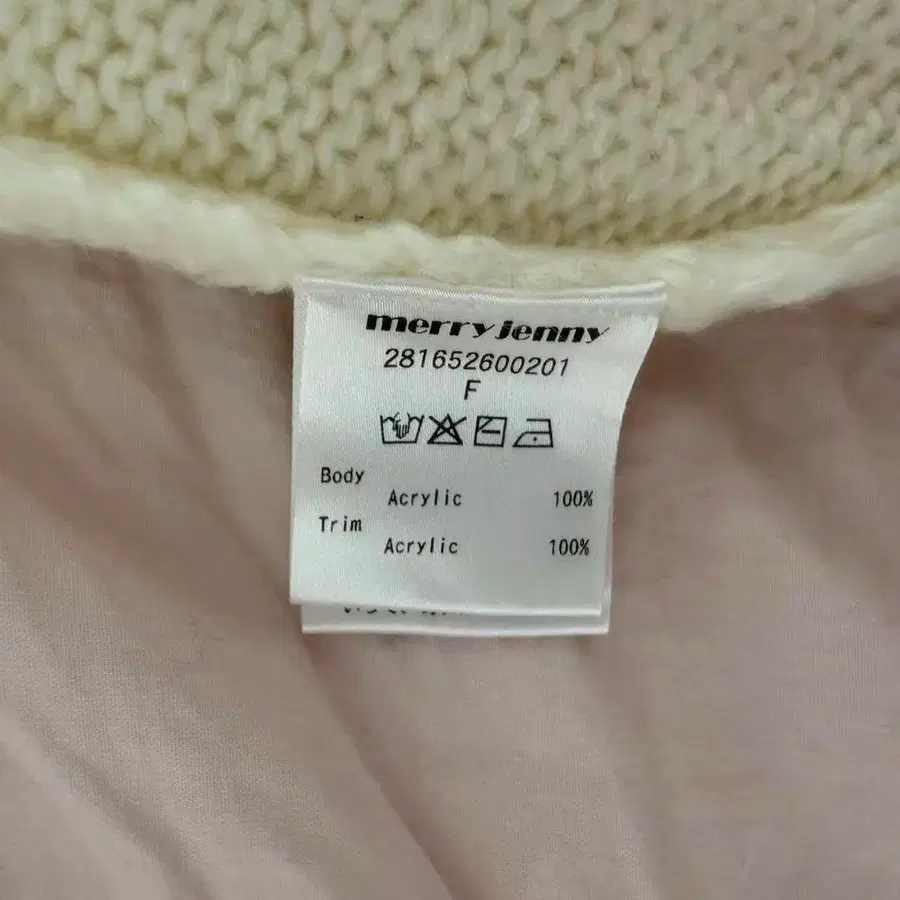 merry jenny
281652600201
F
Body
Acrylic 100%
Trim
Acrylic 100%